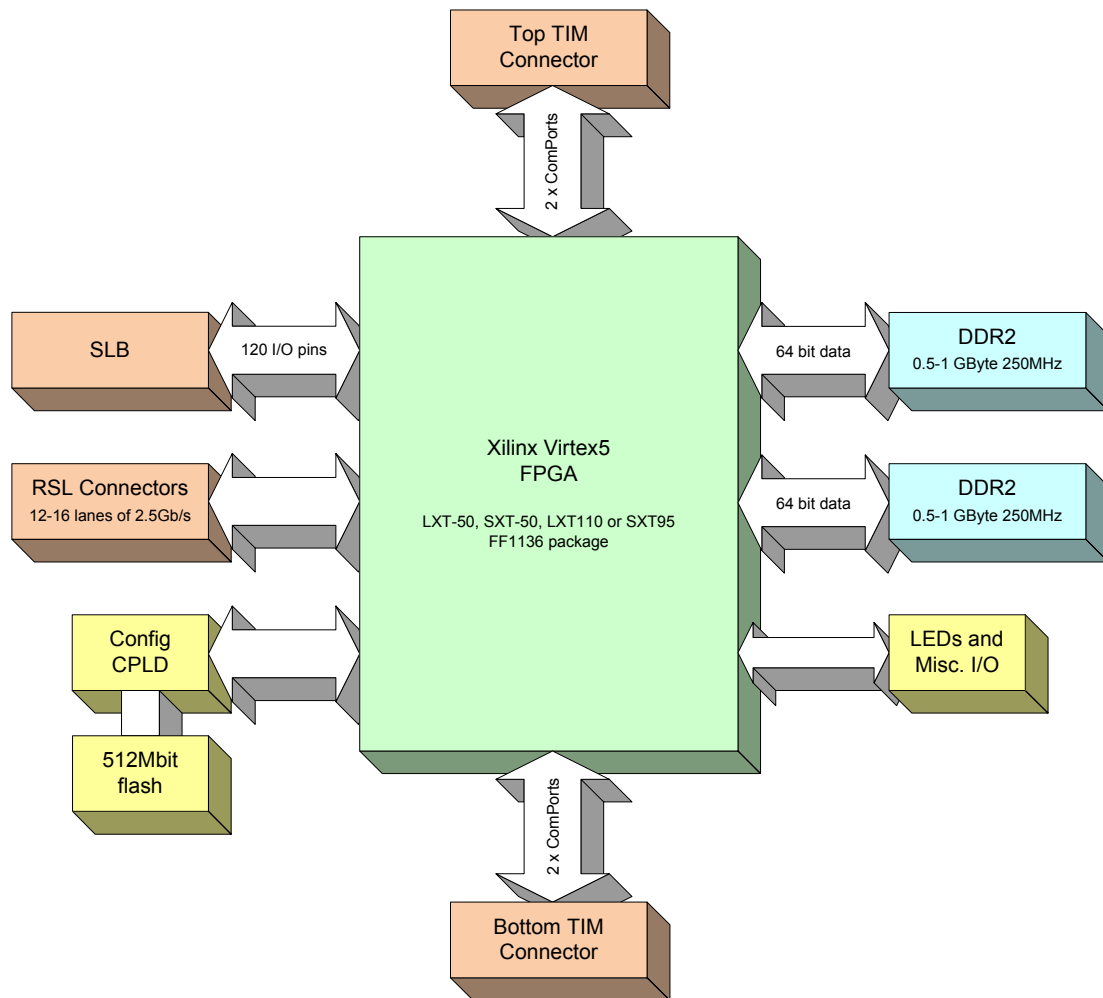 Top TIM
Connector
2 x ComPorts
SLB
120 I/O pins
64 bit data
DDR2
0.5-1 GByte 250MHz
Xilinx Virtex5
FPGA
LXT-50, SXT-50, LXT110 or SXT95
FF1136 package
RSL Connectors
12-16 lanes of 2.5Gb/s
64 bit data
DDR2
0.5-1 GByte 250MHz
Config
CPLD
LEDs and
Misc. I/O
512Mbit
flash
2 x ComPorts
Bottom TIM
Connector